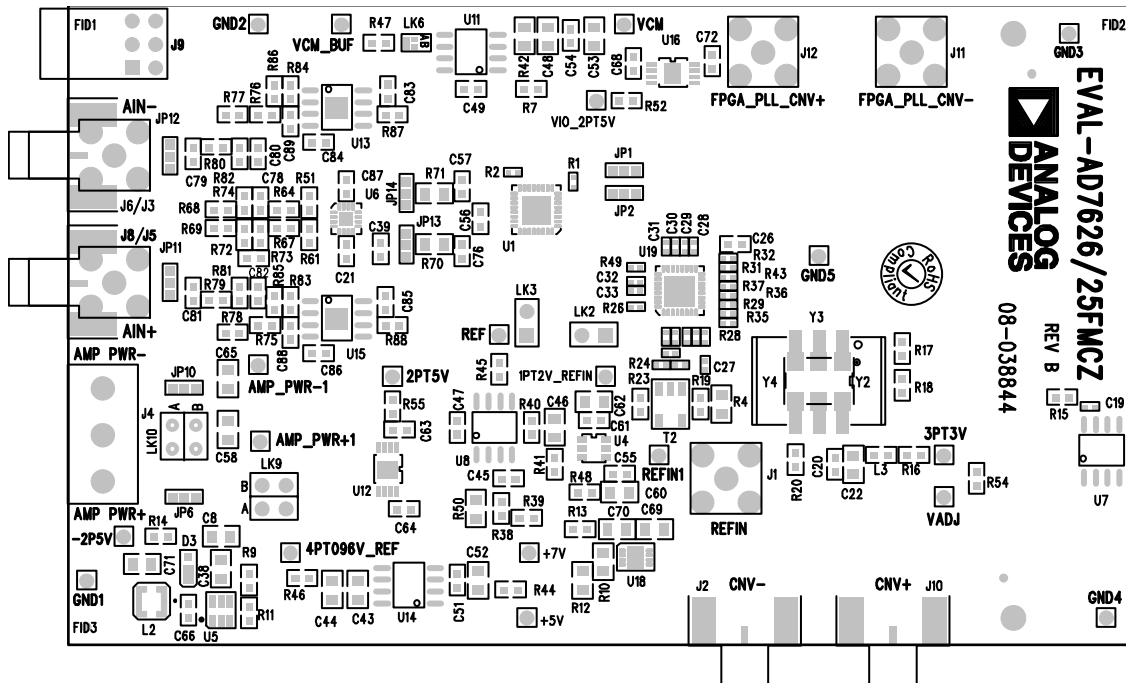 FID1
J9
GND2
VCM_BUF
R47
LK6
AB
U11
R42
C48
C54
C53
VCM
C68
U16
C72
J12
FPGA_PLL_CNV+
J11
FPGA_PLL_CNV-
GND3
FID2
AIN-
JP12
R77
R76
R86
R84
U13
C83
R87
C84
C89
C80
C79
R80
R82
C78
C49
R7
VIO_2PT5V
R52
EVAL-AD7626/25FMCZ
ANALOG
DEVICES
RoHS
Compliant
REV B
08-038844
J6/J3
J8/J5
R74
R64
R51
R68
R69
R72
R67
R73
R61
C82
C87
U6
C21
C39
JP14
JP13
R71
R70
C57
C56
C76
R2
R1
U1
JP1
JP2
C31
C30
C29
C28
U19
R49
C32
C33
R26
C26
R32
R31
R43
R37
R36
R29
R35
R28
GND5
JP11
AIN+
C81
R79
R81
R85
R83
R78
R75
C88
U15
C85
R88
C86
LK3
LK2
REF
Y3
Y4
Y2
R17
R18
AMP PWR-
J4
C65
AMP_PWR-1
JP10
A
B
LK10
C58
AMP_PWR+1
2PT5V
R55
C63
R45
1PT2V_REFIN
C47
R40
C46
C62
C61
U4
U8
R41
C55
R24
C27
R23
R19
R4
T2
REFIN1
J1
REFIN
R20
C20
C22
L3
R16
3PT3V
VADJ
R54
R15
C19
U7
AMP PWR+
JP6
LK9
B
A
U12
C64
C45
R48
C60
R50
R38
R39
R13
C70
C69
-2P5V
R14
C8
C71
D3
C38
R9
R11
4PT096V_REF
R46
C44
C43
U14
C51
C52
R44
+7V
+5V
R12
R10
U18
GND1
FID3
L2
C66
U5
J2
CNV-
CNV+
J10
GND4